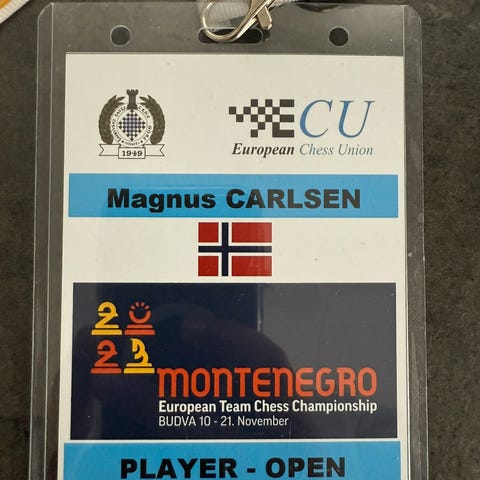 1949
ECU
European Chess Union
Magnus CARLSEN
2023
MONTENEGRO
European Team Chess Championship
BUDVA 10 - 21. November
PLAYER - OPEN